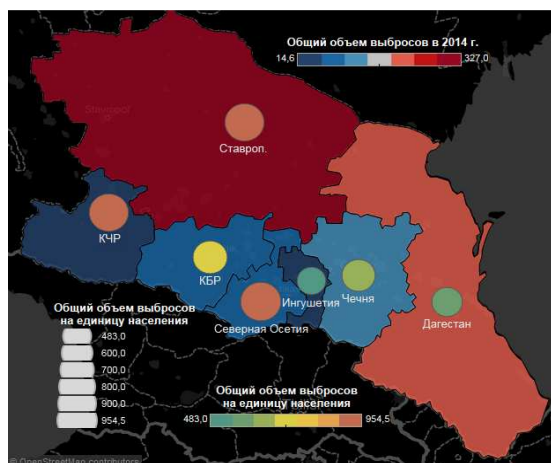 Общий объем выбросов в 2014 г.
14,6
327,0
Stavropol'
Ставроп.
КЧР
КБР
Ингушетия
Чечня
Северная Осетия
Дагестан
Общий объем выбросов
на единицу населения
483,0
600,0
700,0
800,0
900,0
954,5
Общий объем выбросов
на единицу населения
483,0
954,5
© OpenStreetMap contributors